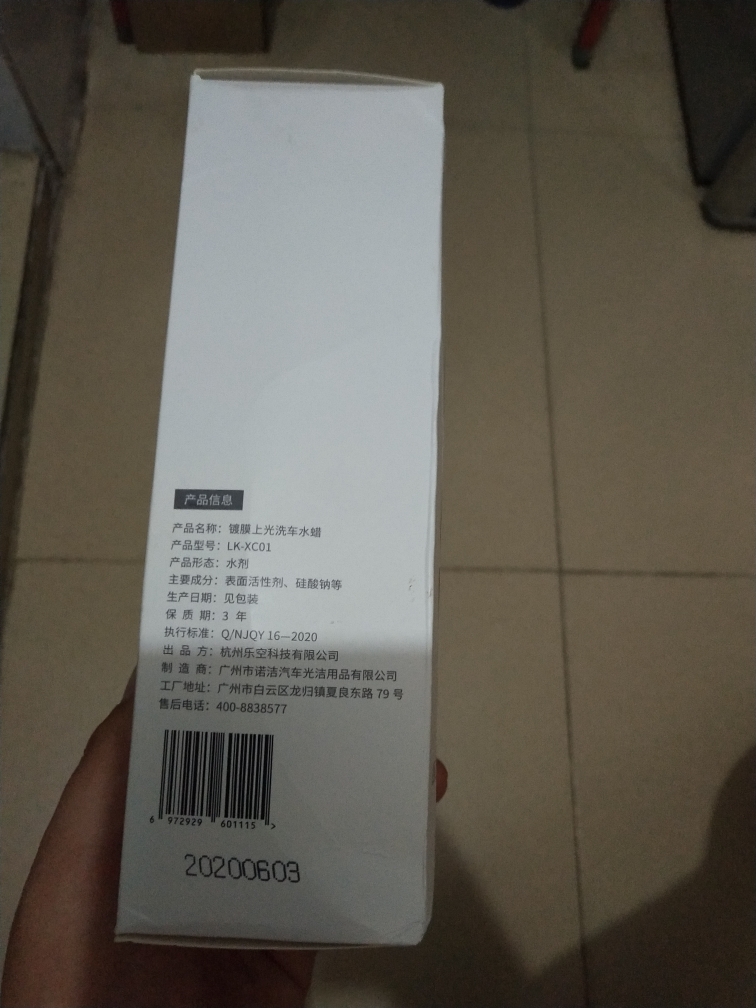 产品信息
产品名称：镀膜上光洗车水蜡
产品型号：LK-XC01
产品形态：水剂
主要成分：表面活性剂、硅酸钠等
生产日期：见包装
保 质 期：3 年
执行标准：Q/NJQY 16—2020
出 品 方：杭州乐空科技有限公司
制 造 商：广州市诺洁汽车光洁用品有限公司
工厂地址：广州市白云区龙归镇夏良东路 79 号
售后电话：400-8838577
6 972929 601115 >
20200603